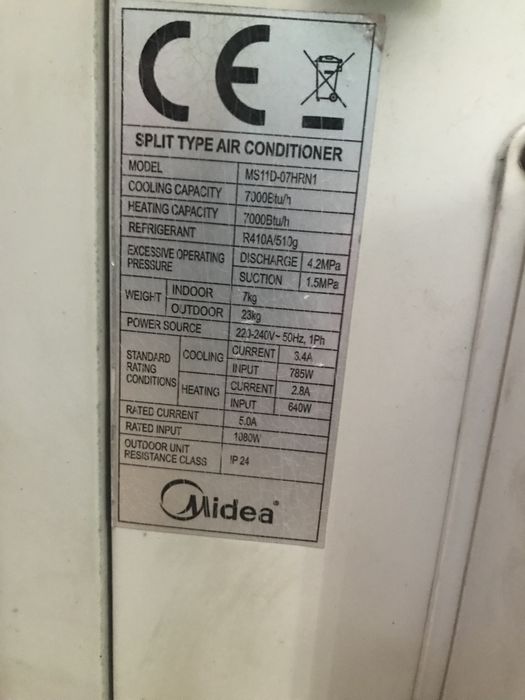 CE
SPLIT TYPE AIR CONDITIONER
MODEL MS11D-07HRN1
COOLING CAPACITY 7000Btu/h
HEATING CAPACITY 7000Btu/h
REFRIGERANT R410A/510g
EXCESSIVE OPERATING PRESSURE DISCHARGE 4.2MPa
SUCTION 1.5MPa
WEIGHT INDOOR 7kg
OUTDOOR 23kg
POWER SOURCE 220-240V~ 50Hz, 1Ph
STANDARD RATING CONDITIONS COOLING CURRENT 3.4A
INPUT 785W
HEATING CURRENT 2.8A
INPUT 640W
RATED CURRENT 5.0A
RATED INPUT 1080W
OUTDOOR UNIT RESISTANCE CLASS IP24
Midea